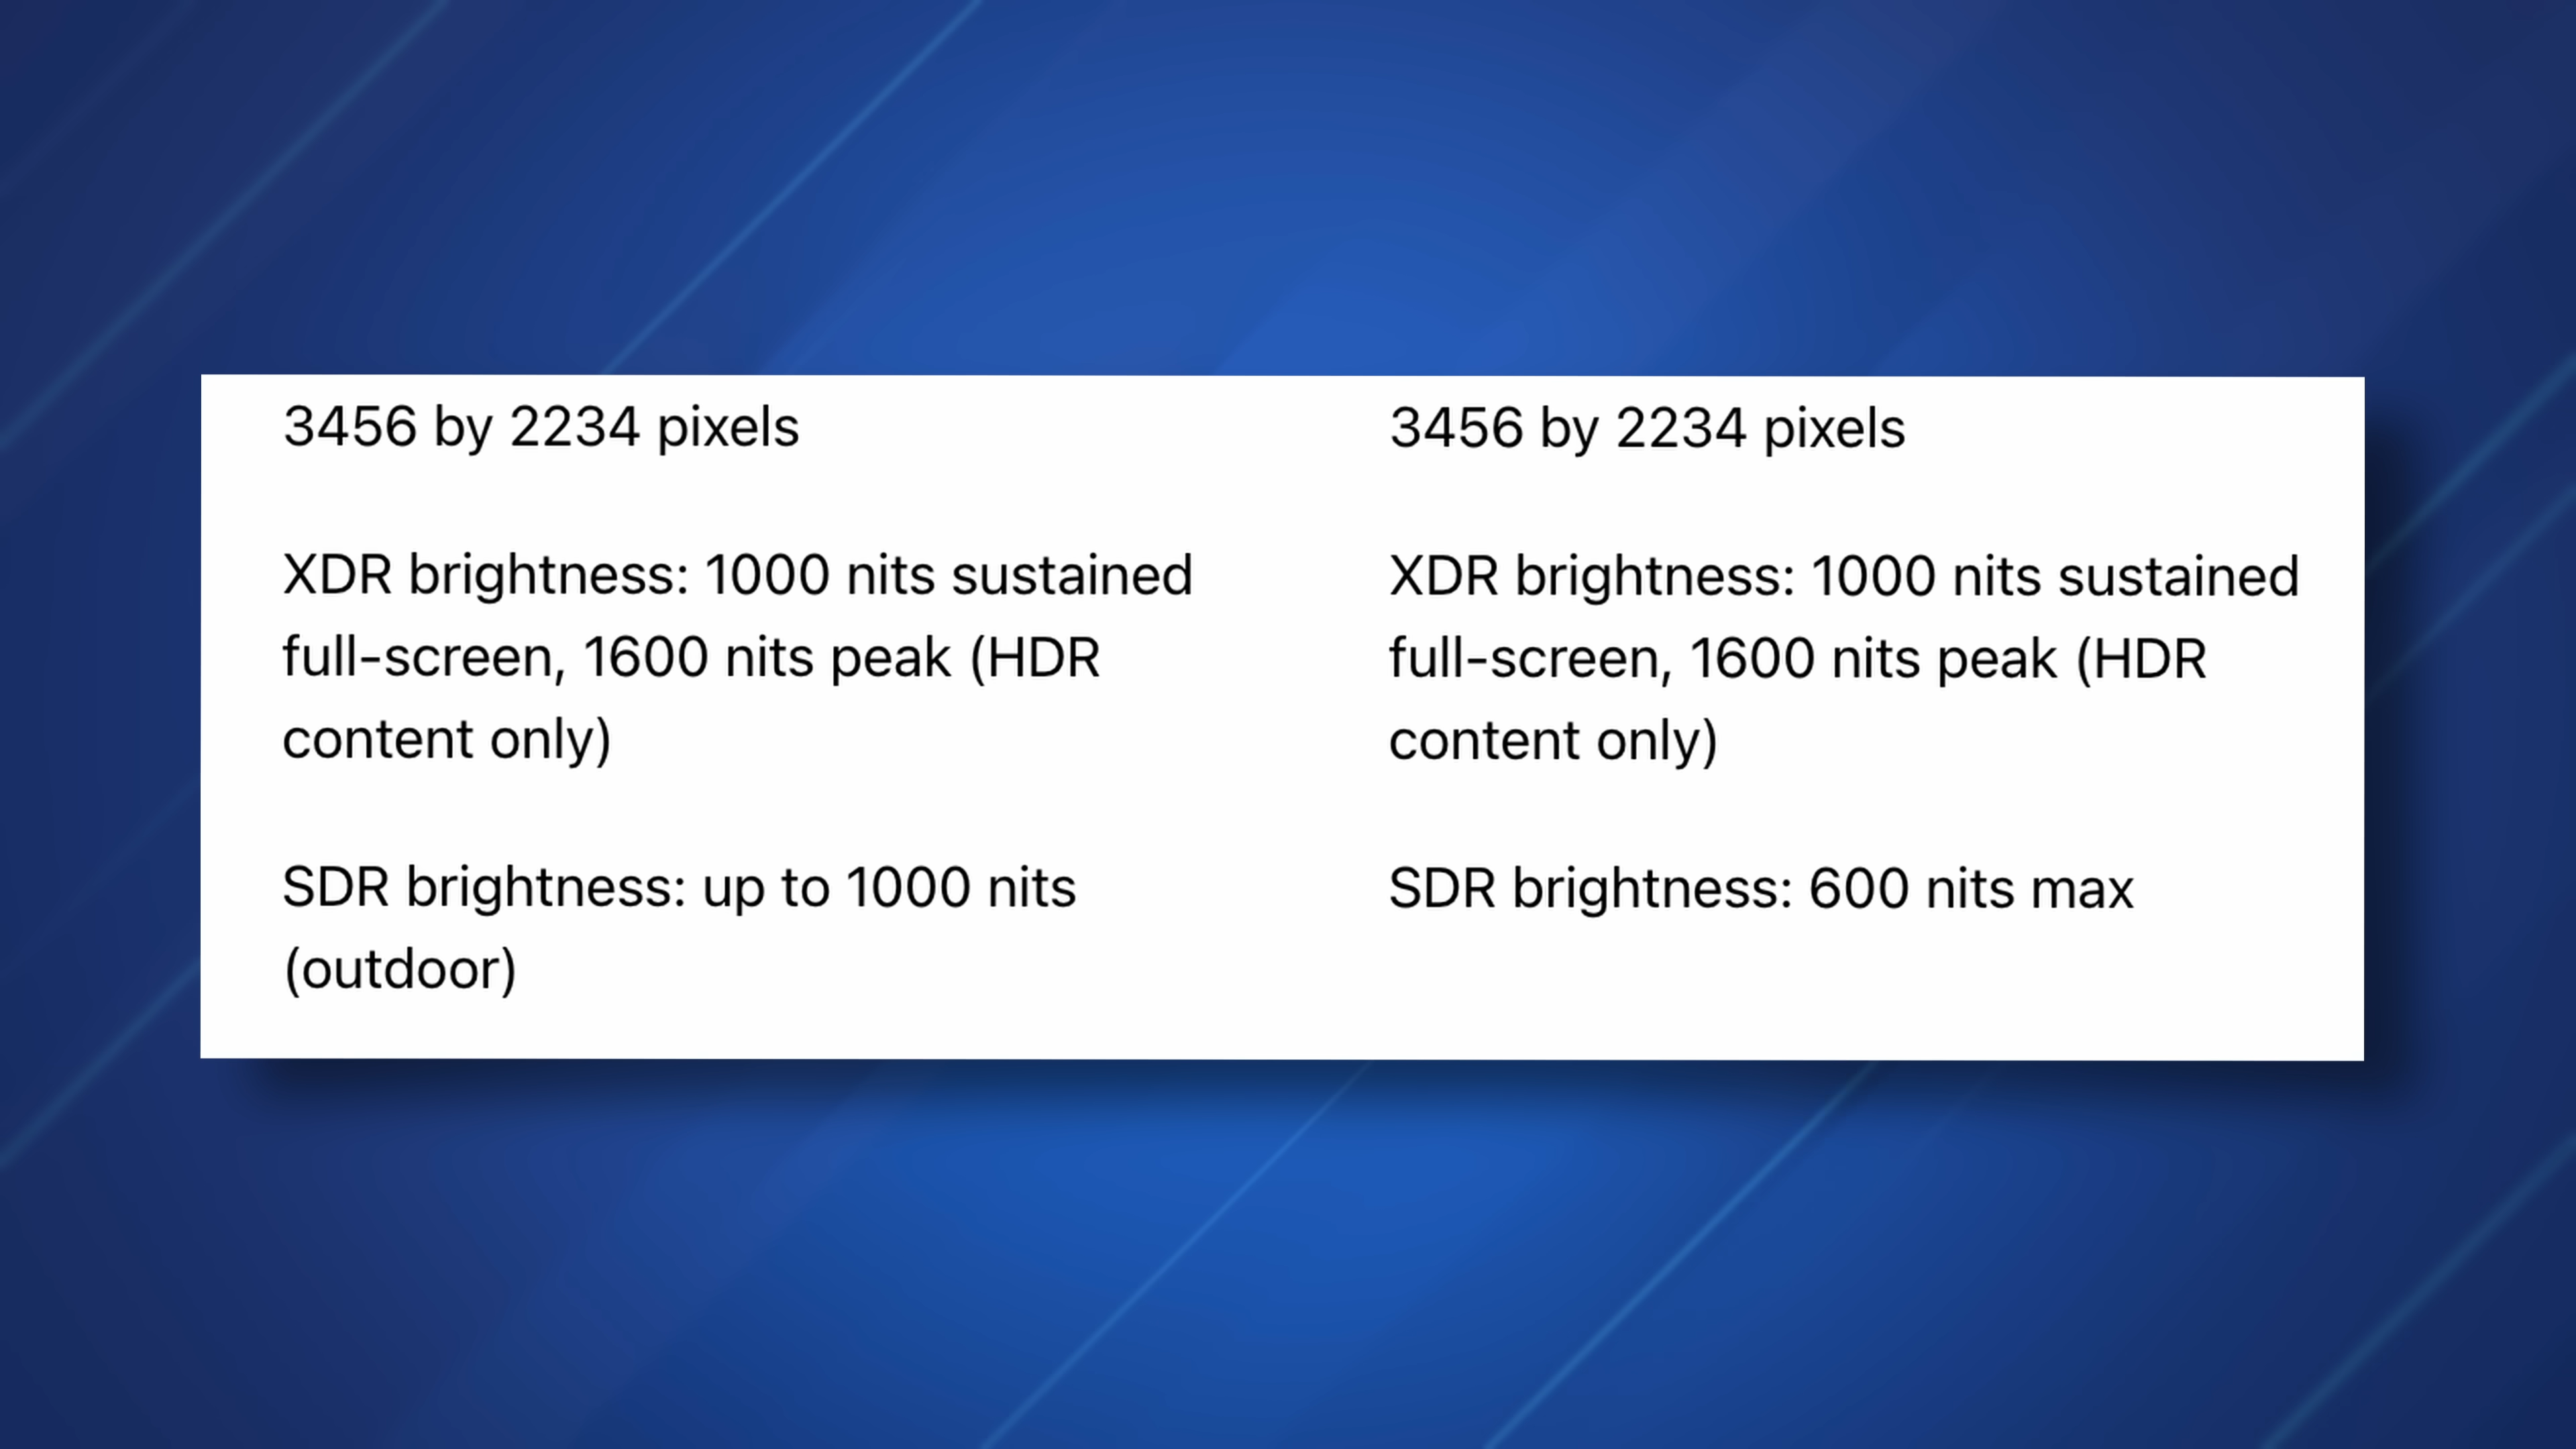 3456 by 2234 pixels
XDR brightness: 1000 nits sustained
full-screen, 1600 nits peak (HDR
content only)
SDR brightness: up to 1000 nits
(outdoor)
3456 by 2234 pixels
XDR brightness: 1000 nits sustained
full-screen, 1600 nits peak (HDR
content only)
SDR brightness: 600 nits max